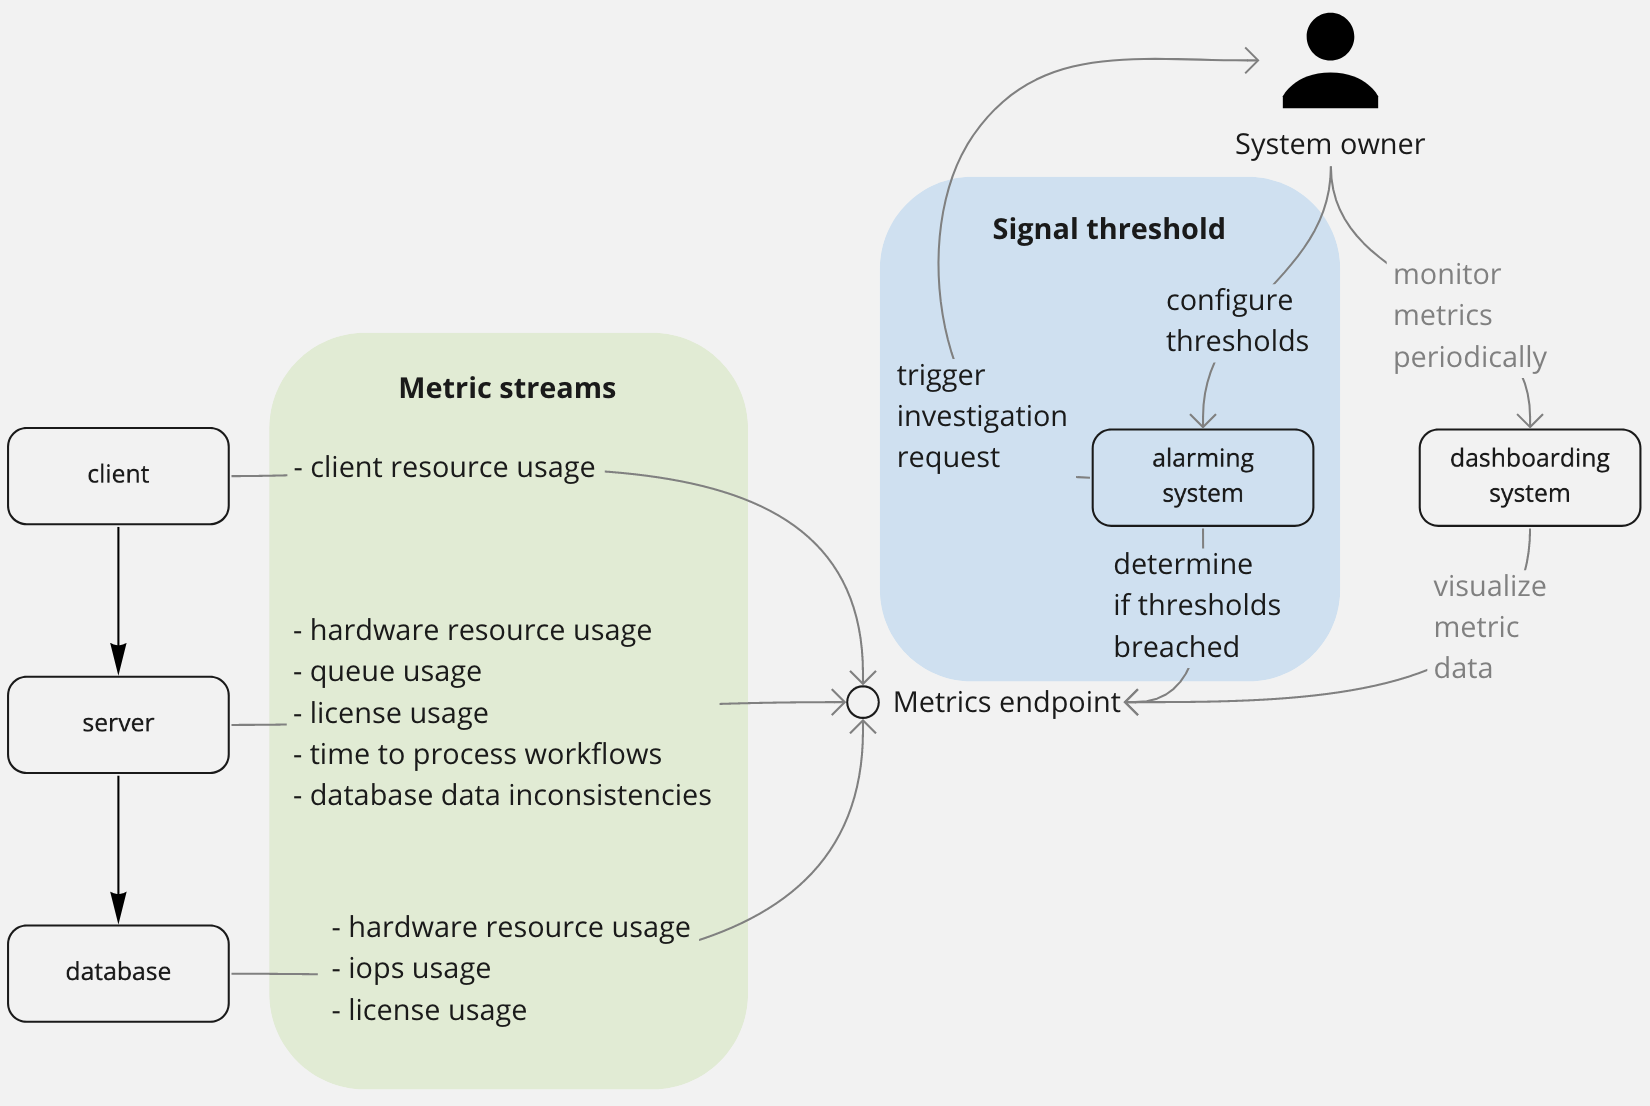 System owner
Signal threshold
configure
thresholds
monitor
metrics
periodically
trigger
investigation
request
alarming
system
dashboarding
system
determine
if thresholds
breached
visualize
metric
data
Metric streams
client
- client resource usage
server
- hardware resource usage
- queue usage
- license usage
- time to process workflows
- database data inconsistencies
Metrics endpoint
database
- hardware resource usage
- iops usage
- license usage